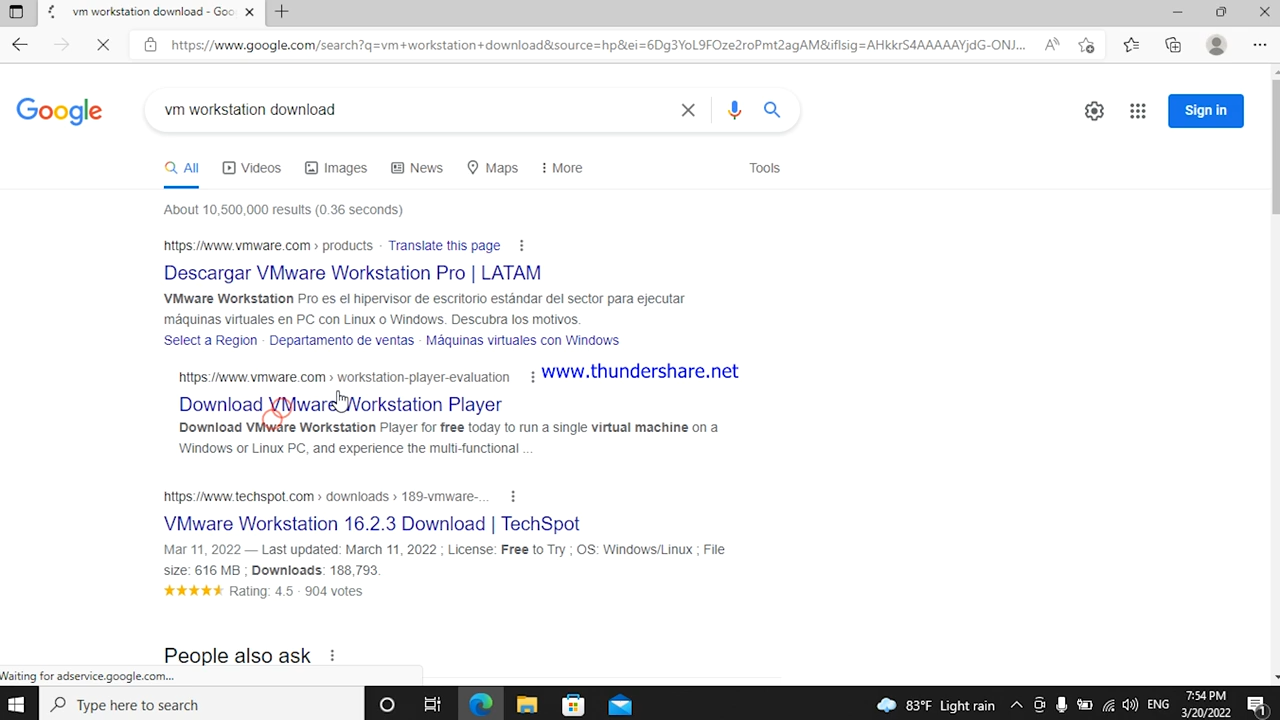 vm workstation download - Goo
https://www.google.com/search?q=vm+workstation+download&source=hp&ei=6Dg3YoL9FOze2roPmt2agAM&iflsig=AHkkrS4AAAAAYjdG-ONJ...
Google
vm workstation download
Sign in
All Videos Images News Maps More Tools
About 10,500,000 results (0.36 seconds)
https://www.vmware.com › products · Translate this page
Descargar VMware Workstation Pro | LATAM
VMware Workstation Pro es el hipervisor de escritorio estándar del sector para ejecutar
máquinas virtuales en PC con Linux o Windows. Descubra los motivos.
Select a Region · Departamento de ventas · Máquinas virtuales con Windows
www.thundershare.net
https://www.vmware.com › workstation-player-evaluation
Download VMware Workstation Player
Download VMware Workstation Player for free today to run a single virtual machine on a
Windows or Linux PC, and experience the multi-functional ...
https://www.techspot.com › downloads › 189-vmware-...
VMware Workstation 16.2.3 Download | TechSpot
Mar 11, 2022 — Last updated: March 11, 2022 ; License: Free to Try ; OS: Windows/Linux ; File
size: 616 MB ; Downloads: 188,793.
Rating: 4.5 · 904 votes
People also ask
Waiting for adservice.google.com...
Type here to search
83°F Light rain
ENG
7:54 PM
3/20/2022
1